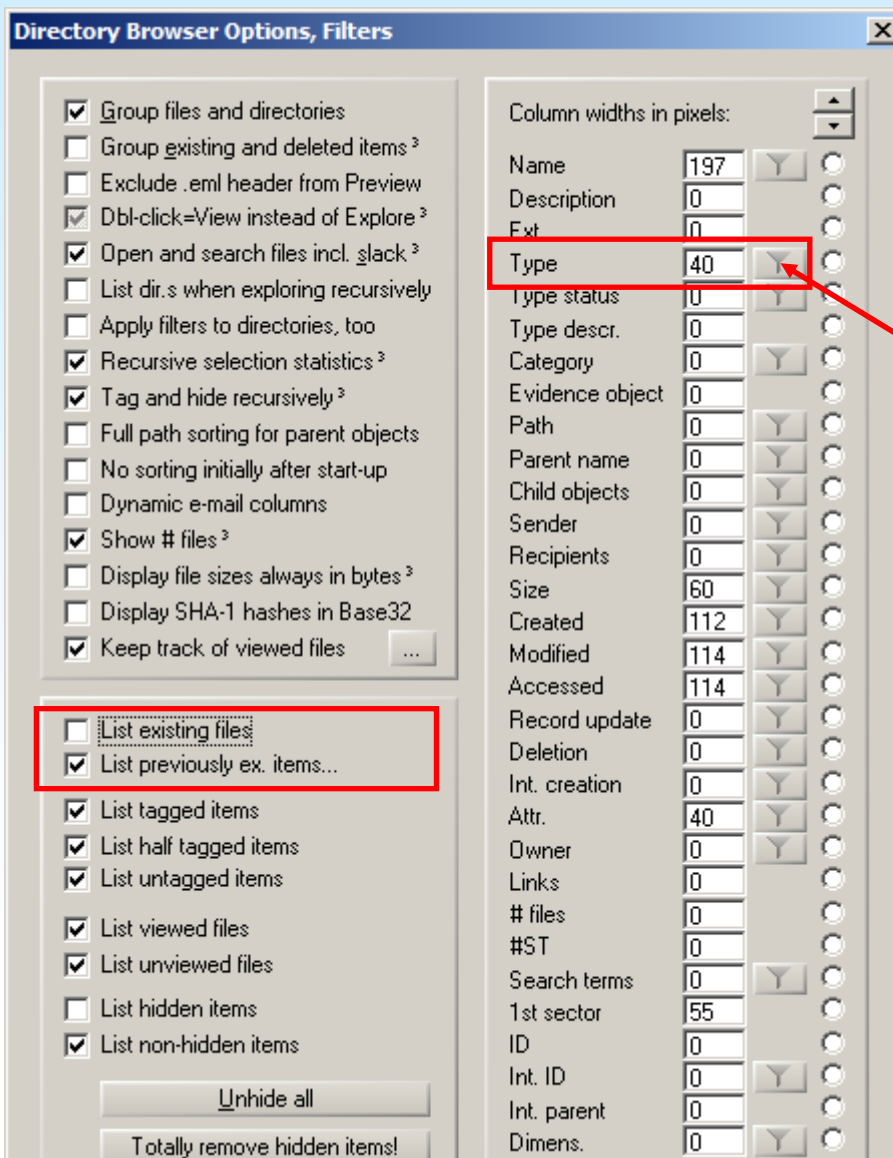 Directory Browser Options, Filters
Group files and directories
Group existing and deleted items ³
Exclude .eml header from Preview
Dbl-click=View instead of Explore ³
Open and search files incl. slack ³
List dir.s when exploring recursively
Apply filters to directories, too
Recursive selection statistics ³
Tag and hide recursively ³
Full path sorting for parent objects
No sorting initially after start-up
Dynamic e-mail columns
Show # files ³
Display file sizes always in bytes ³
Display SHA-1 hashes in Base32
Keep track of viewed files ...
List existing files
List previously ex. items...
List tagged items
List half tagged items
List untagged items
List viewed files
List unviewed files
List hidden items
List non-hidden items
Unhide all
Totally remove hidden items!
Column widths in pixels:
Name 197
Description 0
Ext. 0
Type 40
Type status 0
Type descr. 0
Category 0
Evidence object 0
Path 0
Parent name 0
Child objects 0
Sender 0
Recipients 0
Size 60
Created 112
Modified 114
Accessed 114
Record update 0
Deletion 0
Int. creation 0
Attr. 40
Owner 0
Links 0
# files 0
#ST 0
Search terms 0
1st sector 55
ID 0
Int. ID 0
Int. parent 0
Dimens. 0